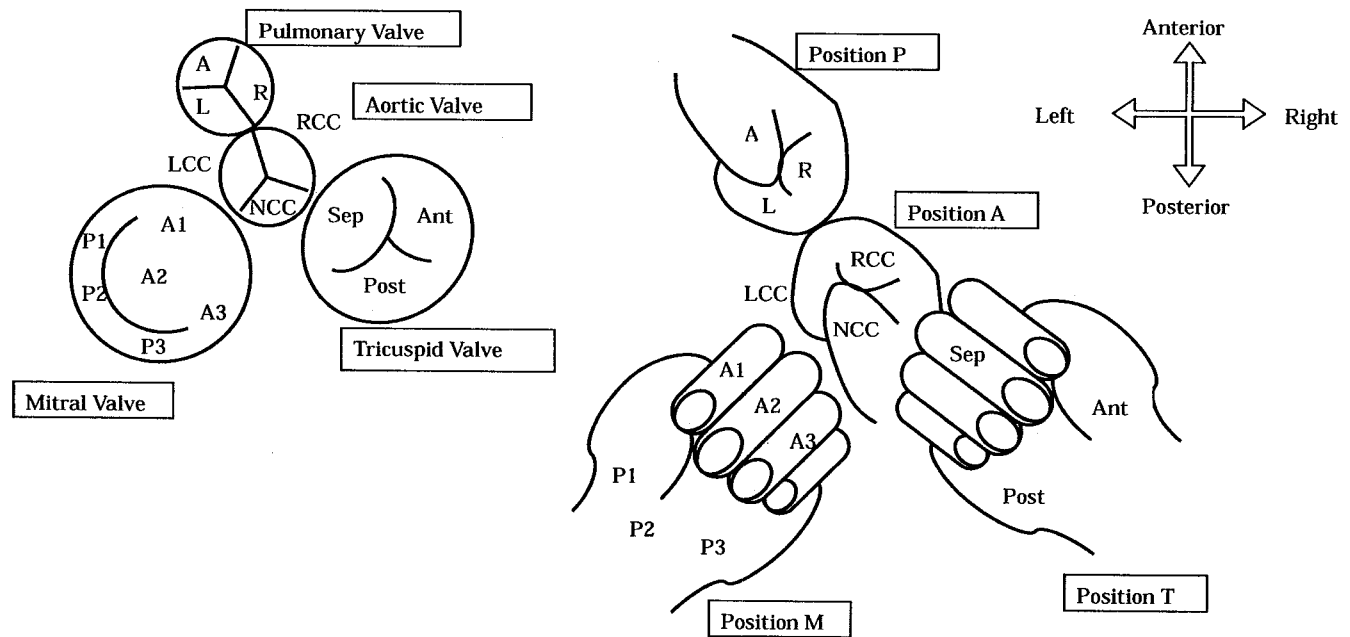 Pulmonary Valve
A
L
R
Aortic Valve
RCC
LCC
NCC
Sep
Ant
Post
P1
A1
P2
A2
A3
P3
Tricuspid Valve
Mitral Valve
Position P
A
R
L
Position A
RCC
LCC
NCC
Sep
Ant
Post
A1
A2
A3
P1
P2
P3
Position M
Position T
Anterior
Left
Right
Posterior